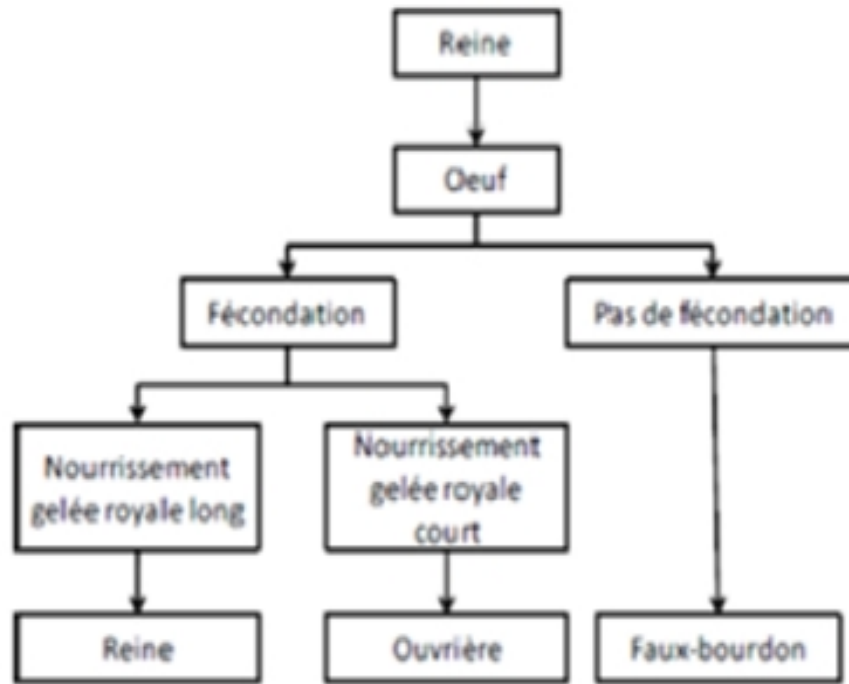 Reine
Oeuf
Fécondation
Pas de fécondation
Nourrissement
gelée royale long
Nourrissement
gelée royale
court
Reine
Ouvrière
Faux-bourdon